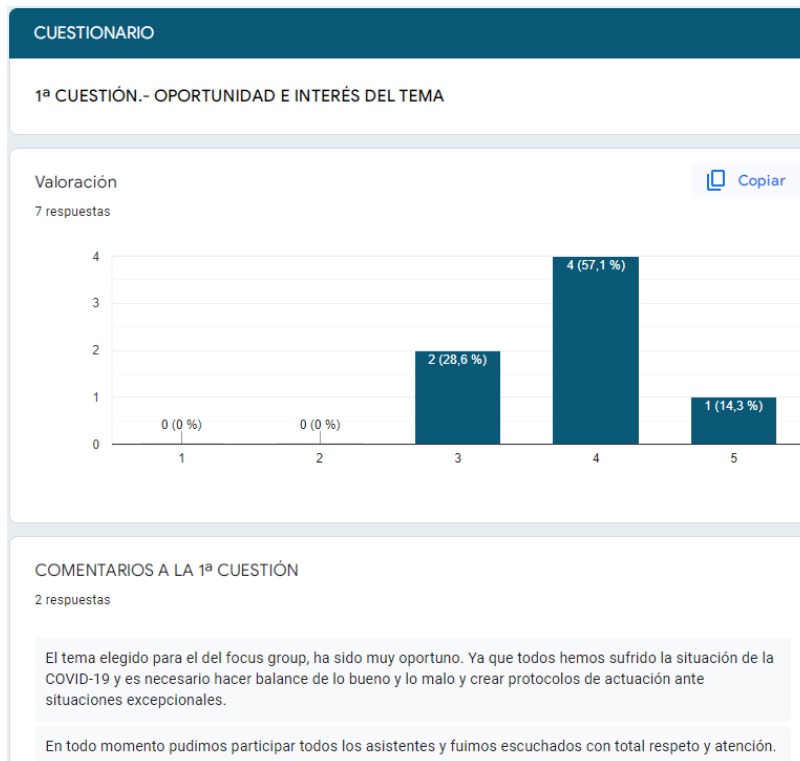 CUESTIONARIO
1ª CUESTIÓN.- OPORTUNIDAD E INTERÉS DEL TEMA
Valoración
Copiar
7 respuestas
4
3
2
1
0
0 (0 %)
0 (0 %)
2 (28,6 %)
4 (57,1 %)
1 (14,3 %)
1
2
3
4
5
COMENTARIOS A LA 1ª CUESTIÓN
2 respuestas
El tema elegido para el del focus group, ha sido muy oportuno. Ya que todos hemos sufrido la situación de la
COVID-19 y es necesario hacer balance de lo bueno y lo malo y crear protocolos de actuación ante
situaciones excepcionales.
En todo momento pudimos participar todos los asistentes y fuimos escuchados con total respeto y atención.